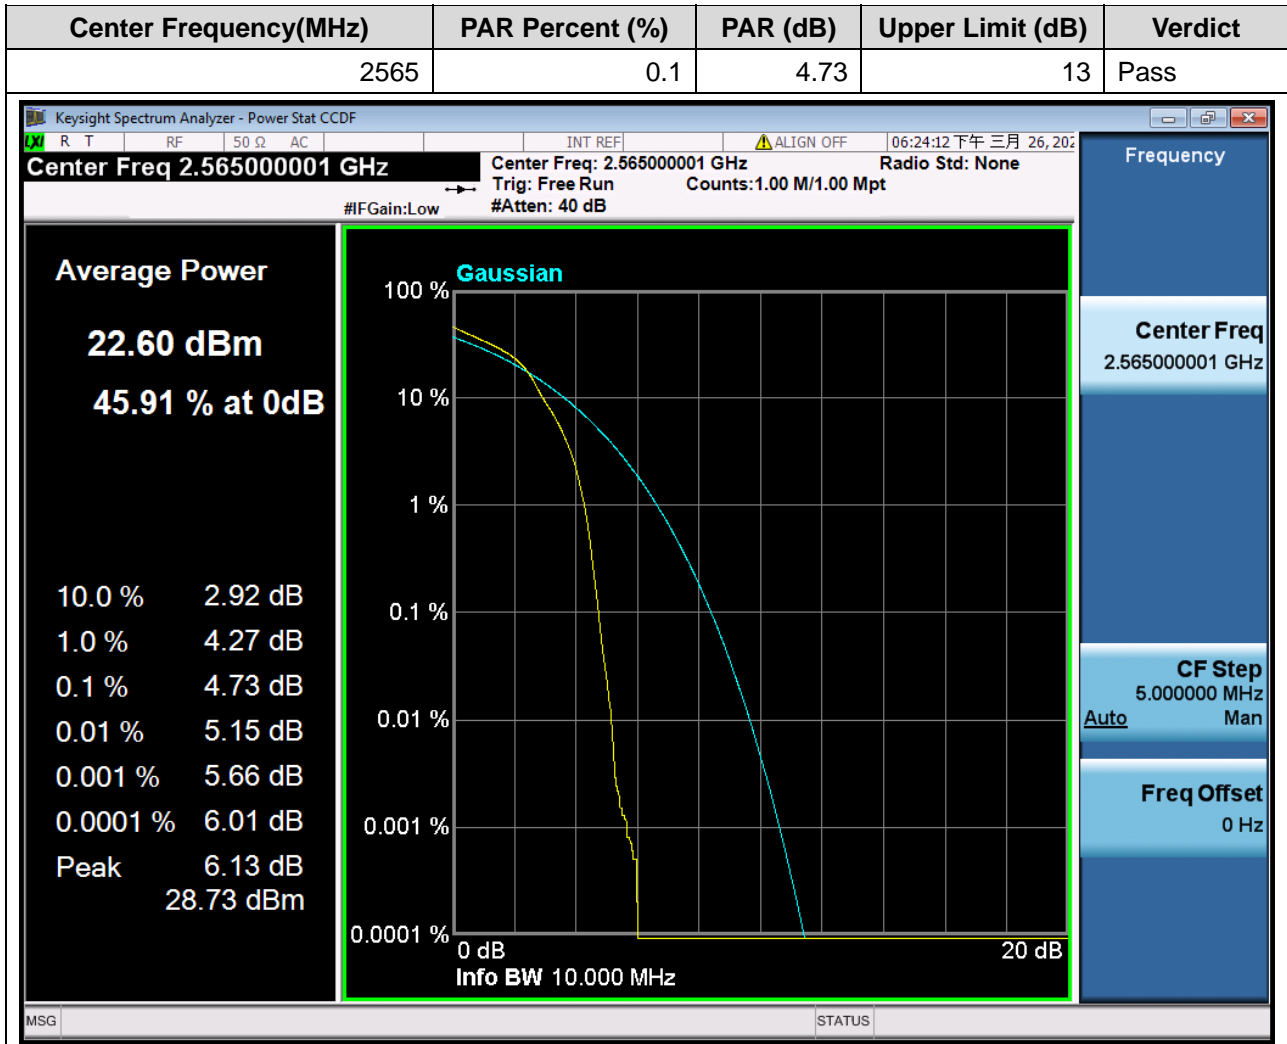 Center Frequency(MHz) PAR Percent (%) PAR (dB) Upper Limit (dB) Verdict
2565 0.1 4.73 13 Pass
Keysight Spectrum Analyzer - Power Stat CCDF
LXI R T RF 50 Ω AC INT REF ALIGN OFF 06:24:12 下午 三月 26, 202
Center Freq 2.565000001 GHz
Center Freq: 2.565000001 GHz Radio Std: None
Trig: Free Run Counts:1.00 M/1.00 Mpt
#IFGain:Low #Atten: 40 dB
Average Power
22.60 dBm
45.91 % at 0dB
10.0 % 2.92 dB
1.0 % 4.27 dB
0.1 % 4.73 dB
0.01 % 5.15 dB
0.001 % 5.66 dB
0.0001 % 6.01 dB
Peak 6.13 dB
28.73 dBm
Gaussian
100 %
10 %
1 %
0.1 %
0.01 %
0.001 %
0.0001 %
0 dB 20 dB
Info BW 10.000 MHz
Frequency
Center Freq
2.565000001 GHz
CF Step
5.000000 MHz
Auto Man
Freq Offset
0 Hz
MSG STATUS